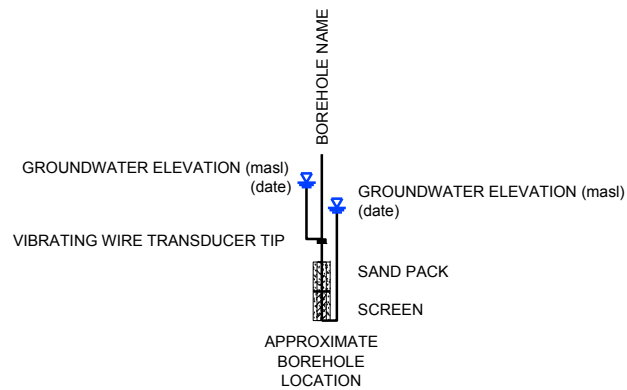 BOREHOLE NAME
GROUNDWATER ELEVATION (masl)
(date)
GROUNDWATER ELEVATION (masl)
(date)
VIBRATING WIRE TRANSDUCER TIP
SAND PACK
SCREEN
APPROXIMATE
BOREHOLE
LOCATION